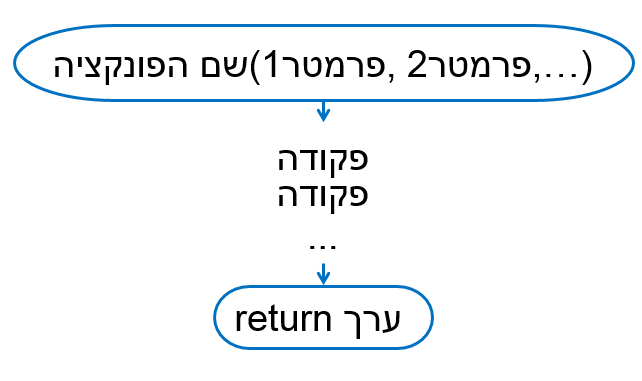 שם הפונקציה(פרמטר1, פרמטר2,…)
פקודה
פקודה
...
return ערך